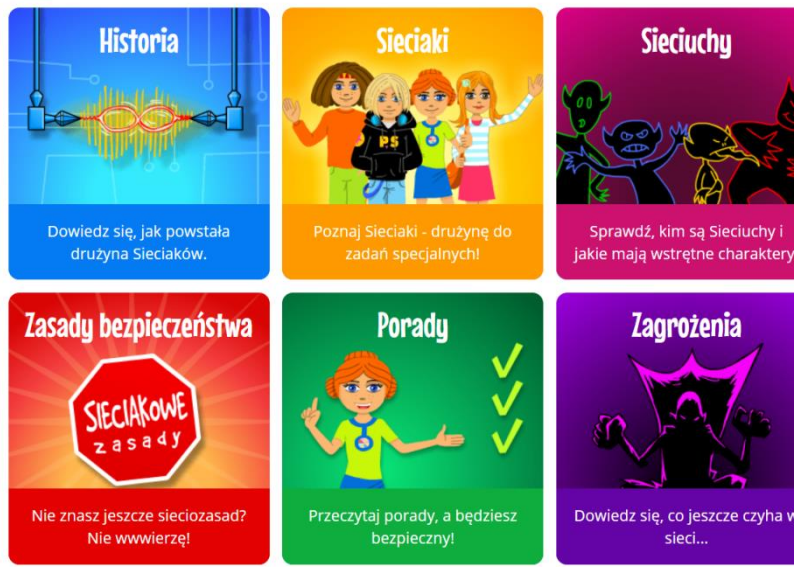 Historia
Dowiedz się, jak powstała
drużyna Sieciaków.
Sieciaki
PS
Poznaj Sieciaki - drużynę do
zadań specjalnych!
Sieciuchy
Sprawdź, kim są Sieciuchy i
jakie mają wstrętne charaktery
Zasady bezpieczeństwa
SIECIAKOWE
zasady
Nie znasz jeszcze sieciozasad?
Nie wwwierzę!
Porady
Przeczytaj porady, a będziesz
bezpieczny!
Zagrożenia
Dowiedz się, co jeszcze czyha w
sieci...